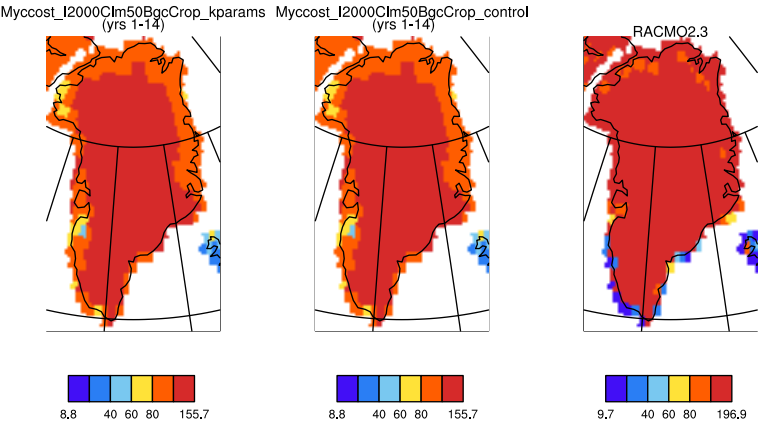 Myccost_I2000Clm50BgcCrop_kparams
(yrs 1-14)
Myccost_I2000Clm50BgcCrop_control
(yrs 1-14)
RACMO2.3
8.8 40 60 80 155.7
8.8 40 60 80 155.7
9.7 40 60 80 196.9